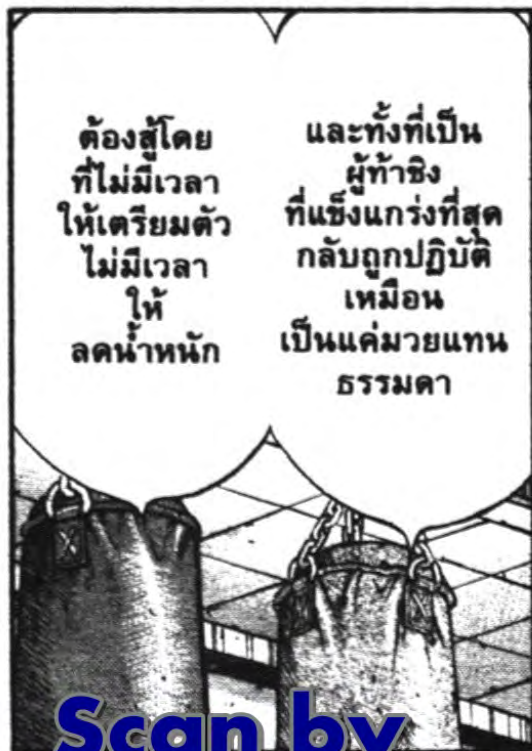 และทั้งที่เป็น
ผู้ท้าชิง
ที่แข็งแกร่งที่สุด
กลับถูกปฏิบัติ
เหมือน
เป็นแค่มวยแทน
ธรรมดา
ต้องสู้โดย
ที่ไม่มีเวลา
ให้เตรียมตัว
ไม่มีเวลา
ให้
ลดน้ำหนัก
Scan by